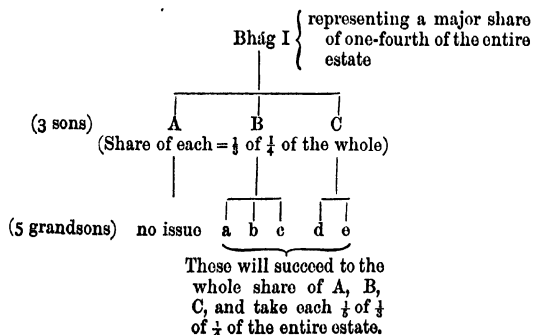 representing a major share
Bhág I { of one-fourth of the entire
estate
(3 sons) A B C
(Share of each = ⅓ of ¼ of the whole)
(5 grandsons) no issue a b c d e
These will succeed to the
whole share of A, B,
C, and take each ⅕ of ⅓
of ¼ of the entire estate.